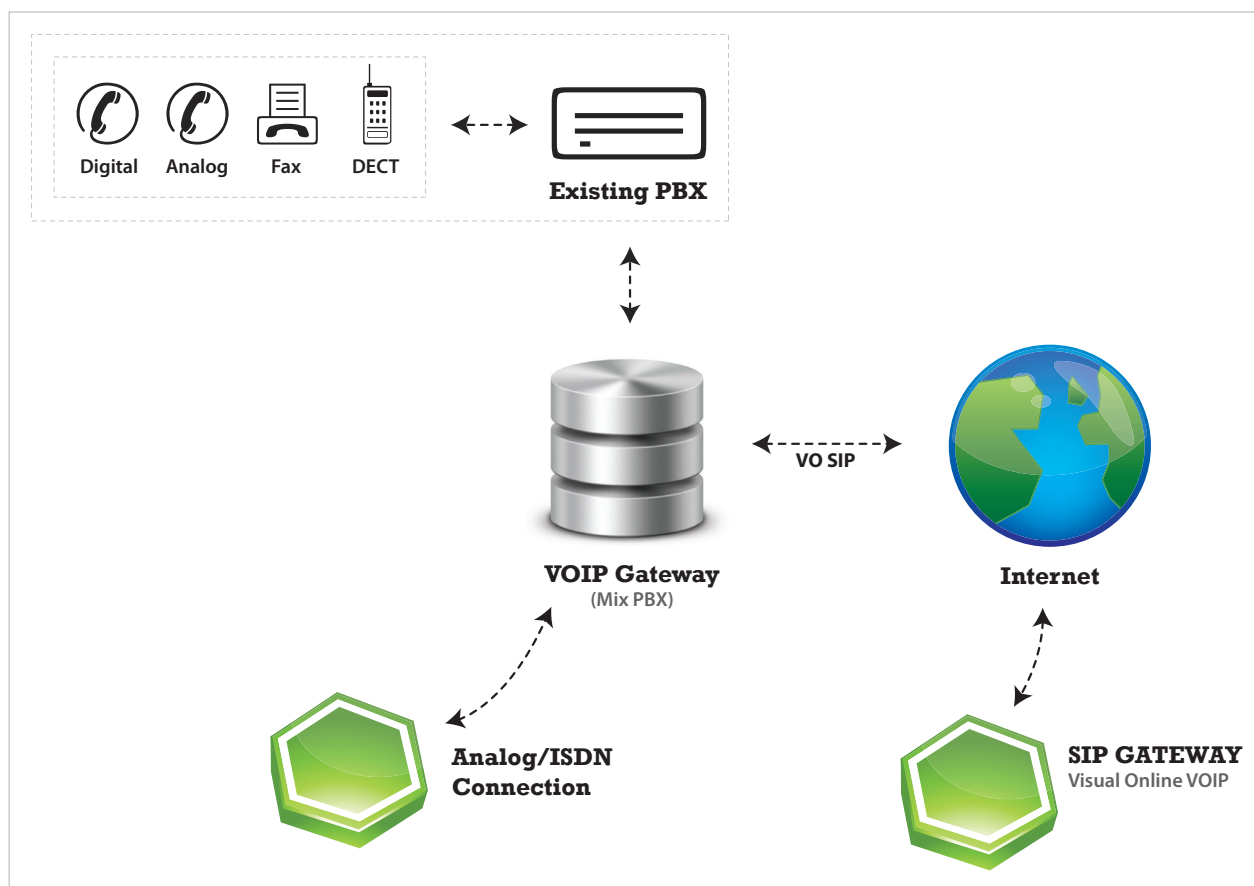 Digital
Analog
Fax
DECT
Existing PBX
VO SIP
VOIP Gateway
(Mix PBX)
Internet
Analog/ISDN
Connection
SIP GATEWAY
Visual Online VOIP